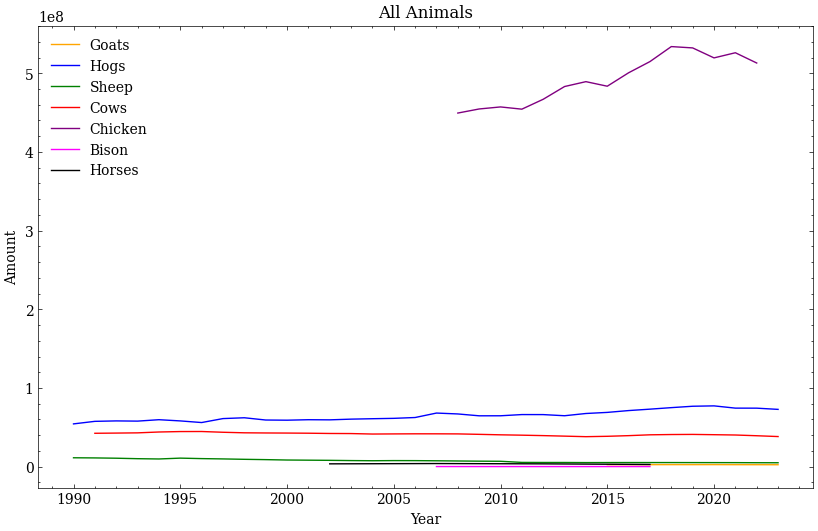 All Animals
1e8
Goats
Hogs
Sheep
Cows
Chicken
Bison
Horses
5
4
3
2
1
0
Amount
1990 1995 2000 2005 2010 2015 2020
Year